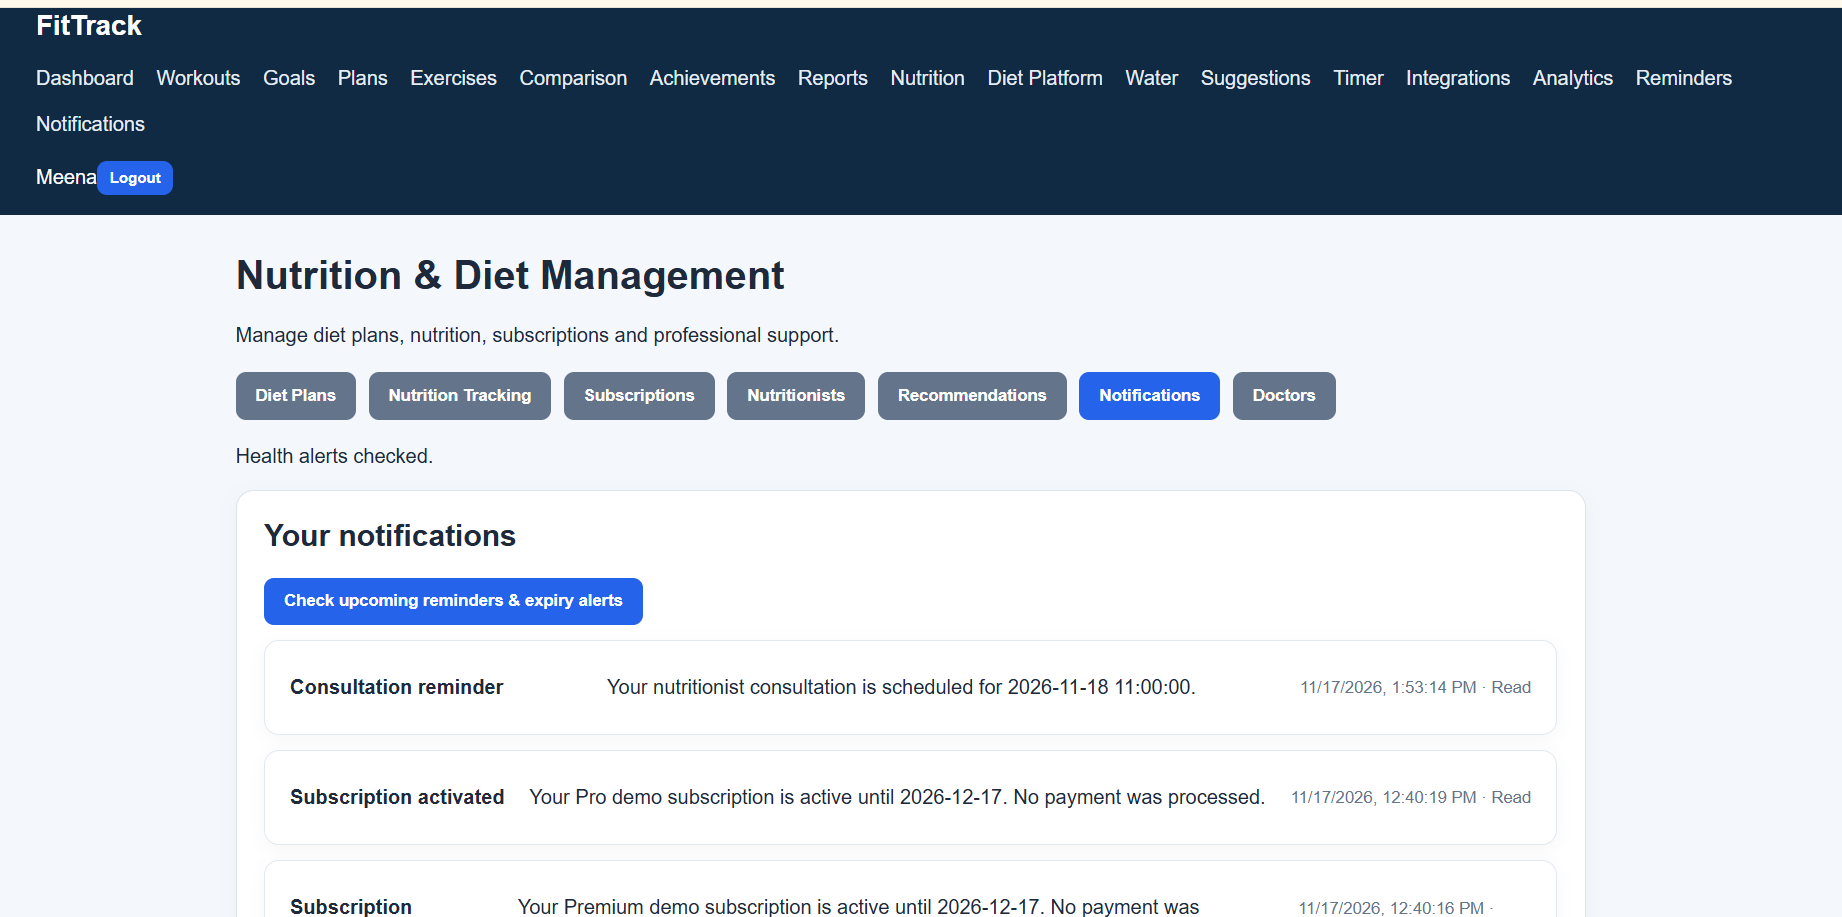 FitTrack
Dashboard Workouts Goals Plans Exercises Comparison Achievements Reports Nutrition Diet Platform Water Suggestions Timer Integrations Analytics Reminders
Notifications
Meena Logout
Nutrition & Diet Management
Manage diet plans, nutrition, subscriptions and professional support.
Diet Plans Nutrition Tracking Subscriptions Nutritionists Recommendations Notifications Doctors
Health alerts checked.
Your notifications
Check upcoming reminders & expiry alerts
Consultation reminder Your nutritionist consultation is scheduled for 2026-11-18 11:00:00. 11/17/2026, 1:53:14 PM · Read
Subscription activated Your Pro demo subscription is active until 2026-12-17. No payment was processed. 11/17/2026, 12:40:19 PM · Read
Subscription Your Premium demo subscription is active until 2026-12-17. No payment was 11/17/2026, 12:40:16 PM ·